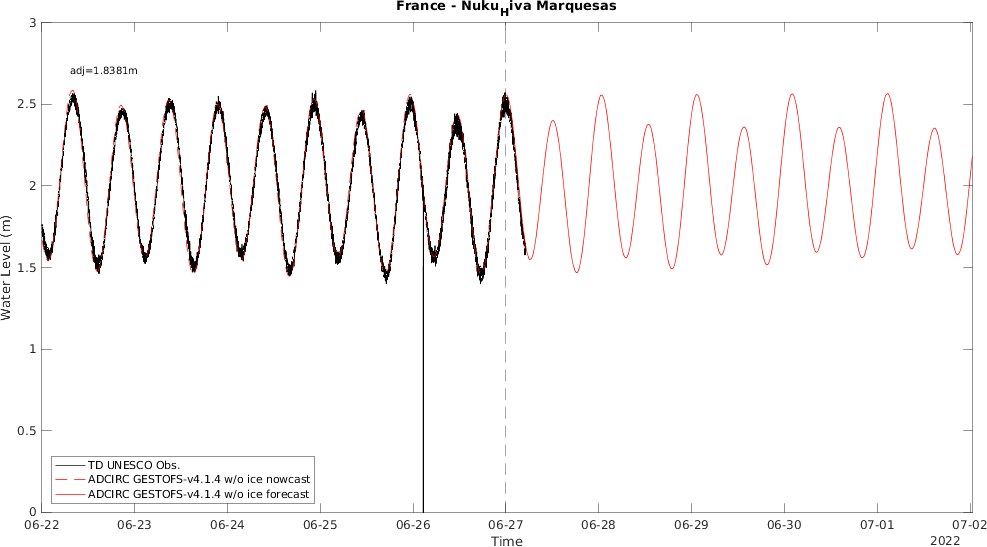 France - Nuku Hiva Marquesas
adj=1.8381m
3
2.5
2
1.5
1
0.5
0
Water Level (m)
TD UNESCO Obs.
ADCIRC GESTOFS-v4.1.4 w/o ice nowcast
ADCIRC GESTOFS-v4.1.4 w/o ice forecast
06-22 06-23 06-24 06-25 06-26 06-27 06-28 06-29 06-30 07-01 07-02
Time
2022